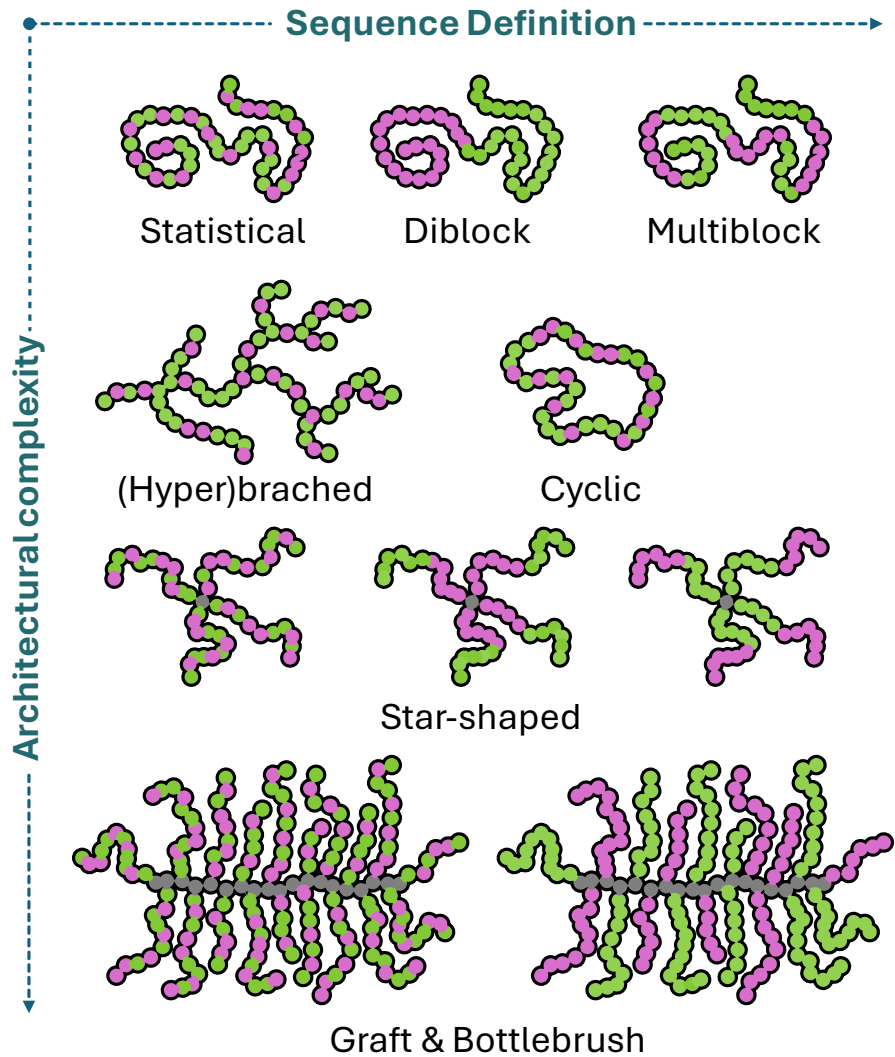 Sequence Definition
Architectural complexity
Statistical
Diblock
Multiblock
(Hyper)brached
Cyclic
Star-shaped
Graft & Bottlebrush